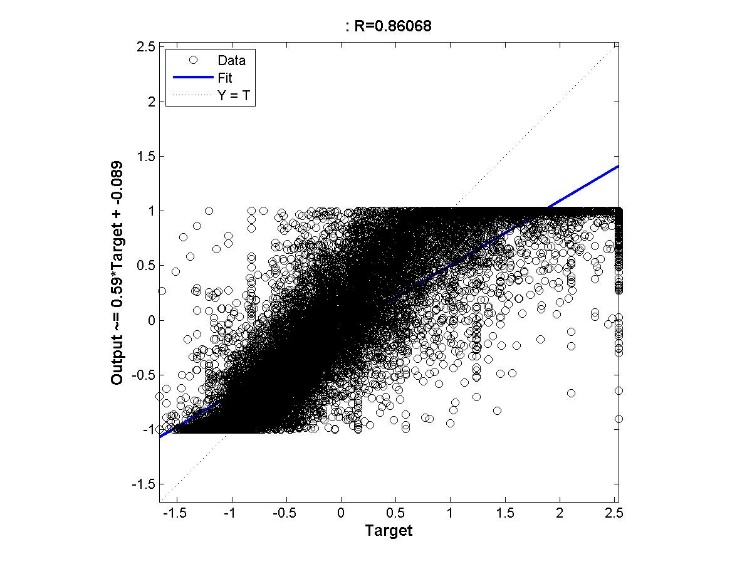 : R=0.86068
2.5
2
1.5
1
0.5
0
-0.5
-1
-1.5
Output ~= 0.59*Target + -0.089
Data
Fit
Y = T
-1.5 -1 -0.5 0 0.5 1 1.5 2 2.5
Target